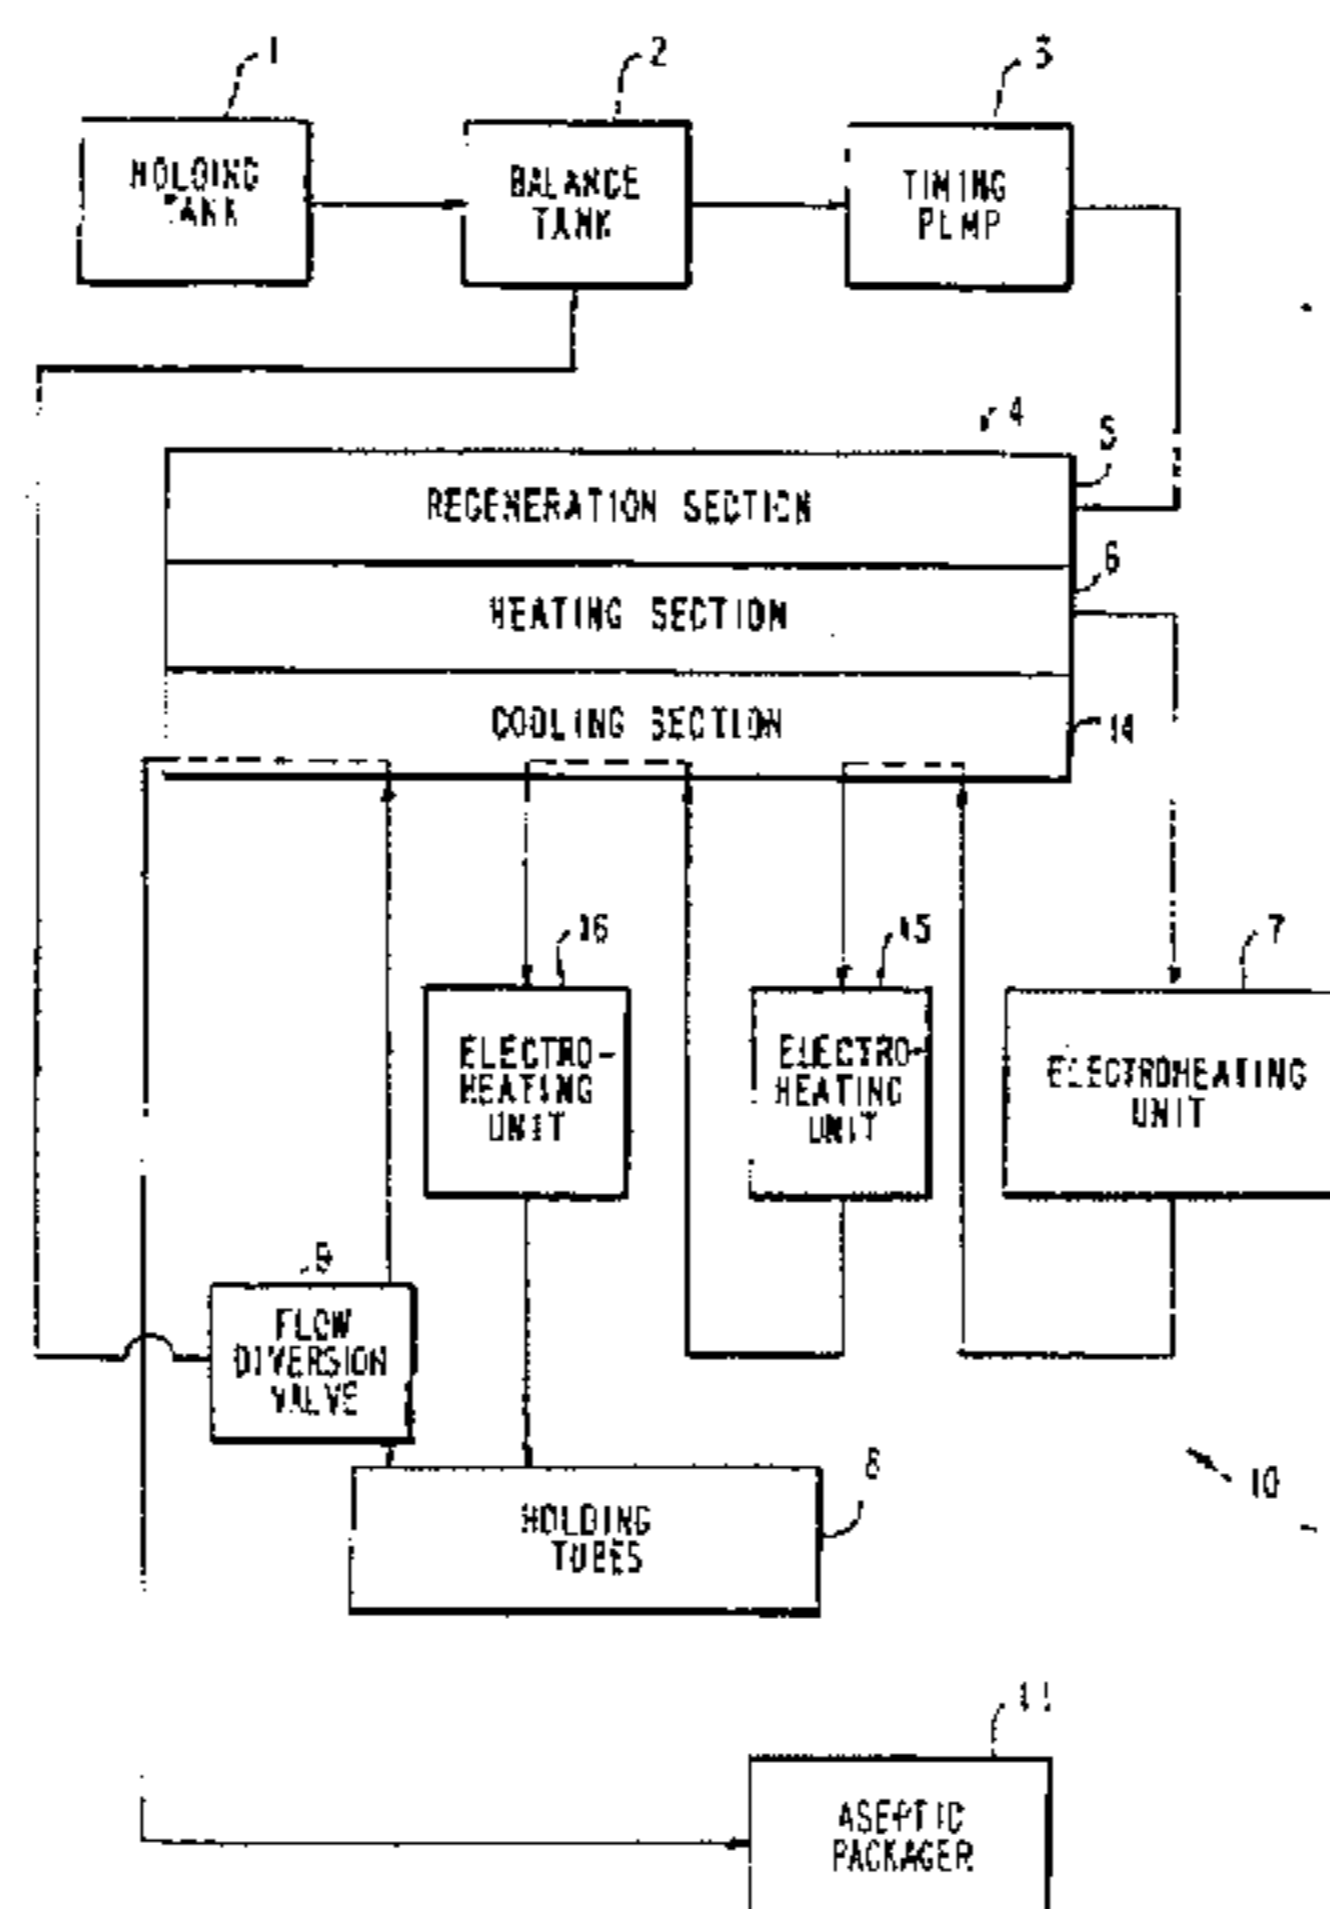 1
2
3
HOLDING
TANK
BALANCE
TANK
TIMING
PUMP
4
5
REGENERATION SECTION
6
HEATING SECTION
COOLING SECTION
14
16
15
7
ELECTRO-
HEATING
UNIT
ELECTRO-
HEATING
UNIT
ELECTROHEATING
UNIT
9
FLOW
DIVERSION
VALVE
8
10
HOLDING
TUBES
11
ASEPTIC
PACKAGER